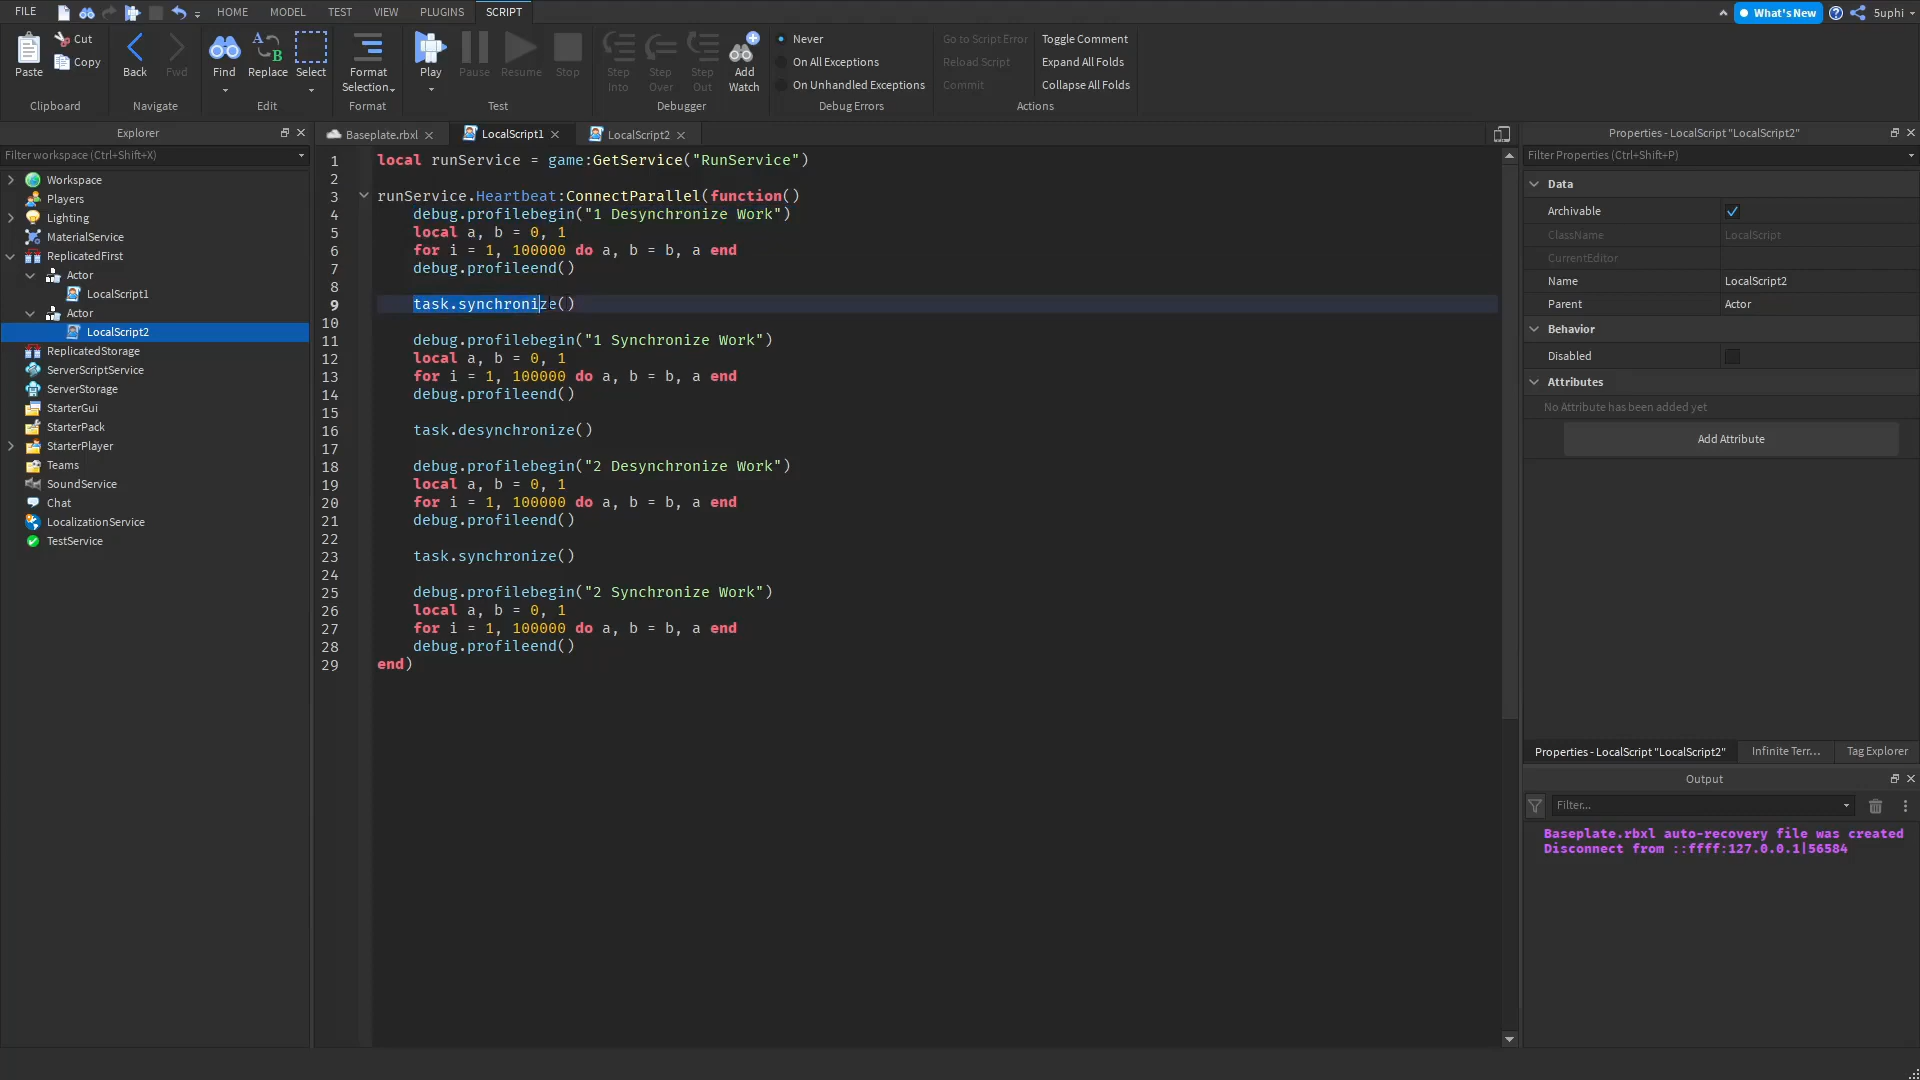 FILE HOME MODEL TEST VIEW PLUGINS SCRIPT What's New 5uphi
Paste Cut Copy Clipboard
Back Fwd Navigate
Find Replace Select Edit
Format Selection Format
Play Pause Resume Stop Test
Step Into Step Over Step Out Add Watch Debugger
Never
On All Exceptions
On Unhandled Exceptions
Debug Errors
Go to Script Error Toggle Comment
Reload Script Expand All Folds
Commit Collapse All Folds
Actions
Explorer
Filter workspace (Ctrl+Shift+X)
Workspace
Players
Lighting
MaterialService
ReplicatedFirst
Actor
LocalScript1
Actor
LocalScript2
ReplicatedStorage
ServerScriptService
ServerStorage
StarterGui
StarterPack
StarterPlayer
Teams
SoundService
Chat
LocalizationService
TestService
Baseplate.rbxl LocalScript1 LocalScript2
1 local runService = game:GetService("RunService")
2
3 runService.Heartbeat:ConnectParallel(function()
4 debug.profilebegin("1 Desynchronize Work")
5 local a, b = 0, 1
6 for i = 1, 100000 do a, b = b, a end
7 debug.profileend()
8
9 task.synchronize()
10
11 debug.profilebegin("1 Synchronize Work")
12 local a, b = 0, 1
13 for i = 1, 100000 do a, b = b, a end
14 debug.profileend()
15
16 task.desynchronize()
17
18 debug.profilebegin("2 Desynchronize Work")
19 local a, b = 0, 1
20 for i = 1, 100000 do a, b = b, a end
21 debug.profileend()
22
23 task.synchronize()
24
25 debug.profilebegin("2 Synchronize Work")
26 local a, b = 0, 1
27 for i = 1, 100000 do a, b = b, a end
28 debug.profileend()
29 end)
Properties - LocalScript "LocalScript2"
Filter Properties (Ctrl+Shift+P)
Data
Archivable
ClassName LocalScript
CurrentEditor
Name LocalScript2
Parent Actor
Behavior
Disabled
Attributes
No Attribute has been added yet
Add Attribute
Properties - LocalScript "LocalScript2" Infinite Terr... Tag Explorer
Output
Filter...
Baseplate.rbxl auto-recovery file was created
Disconnect from ::ffff:127.0.0.1|56584